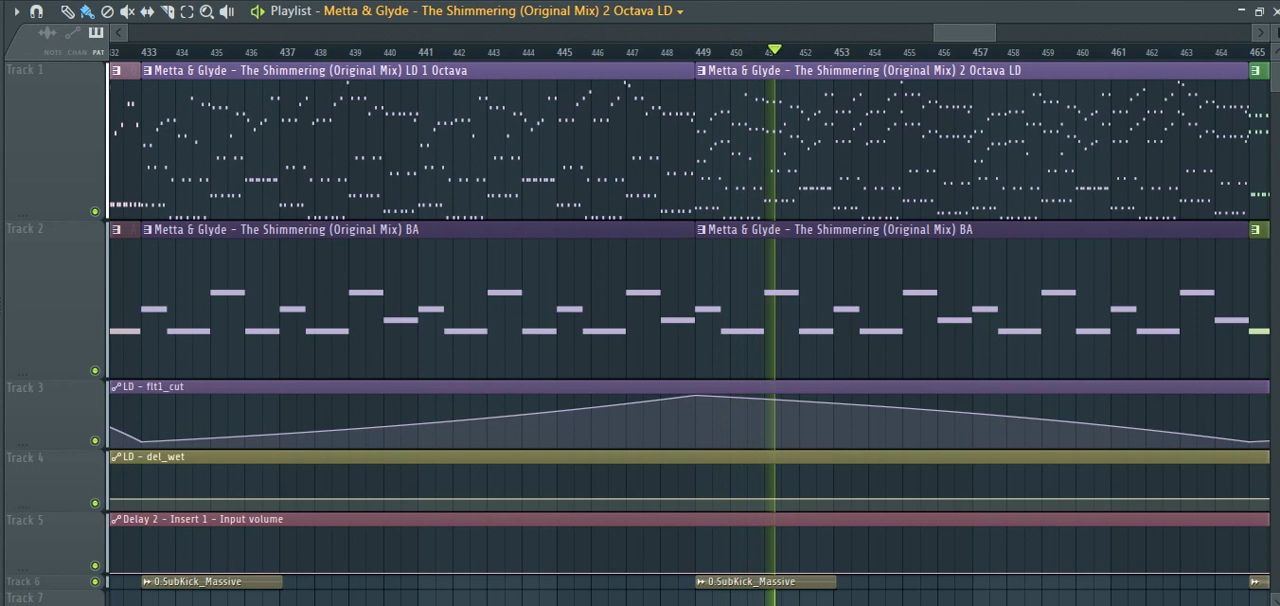 Playlist - Metta & Glyde - The Shimmering (Original Mix) 2 Octava LD
NOTE CHAN PAT
32 433 434 435 436 437 438 439 440 441 442 443 444 445 446 447 448 449 450 453 454 455 456 457 458 459 460 461 462 463 464 465
Track 1
Metta & Glyde - The Shimmering (Original Mix) LD 1 Octava
Metta & Glyde - The Shimmering (Original Mix) 2 Octava LD
Track 2
Metta & Glyde - The Shimmering (Original Mix) BA
Metta & Glyde - The Shimmering (Original Mix) BA
Track 3
LD - flt1_cut
Track 4
LD - del_wet
Track 5
Delay 2 - Insert 1 - Input volume
Track 6
0.SubKick_Massive
0.SubKick_Massive
Track 7